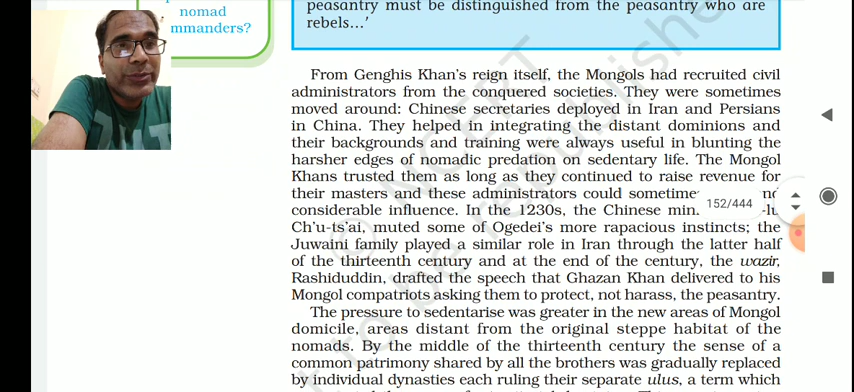 nomad
mmanders?
peasantry must be distinguished from the peasantry who are
rebels...’
From Genghis Khan’s reign itself, the Mongols had recruited civil
administrators from the conquered societies. They were sometimes
moved around: Chinese secretaries deployed in Iran and Persians
in China. They helped in integrating the distant dominions and
their backgrounds and training were always useful in blunting the
harsher edges of nomadic predation on sedentary life. The Mongol
Khans trusted them as long as they continued to raise revenue for
their masters and these administrators could sometime
considerable influence. In the 1230s, the Chinese min
152/444
Ch’u-ts’ai, muted some of Ogedei’s more rapacious instincts; the
Juwaini family played a similar role in Iran through the latter half
of the thirteenth century and at the end of the century, the wazir,
Rashiduddin, drafted the speech that Ghazan Khan delivered to his
Mongol compatriots asking them to protect, not harass, the peasantry.
The pressure to sedentarise was greater in the new areas of Mongol
domicile, areas distant from the original steppe habitat of the
nomads. By the middle of the thirteenth century the sense of a
common patrimony shared by all the brothers was gradually replaced
by individual dynasties each ruling their separate ulus, a term which
© NCERT
be republished